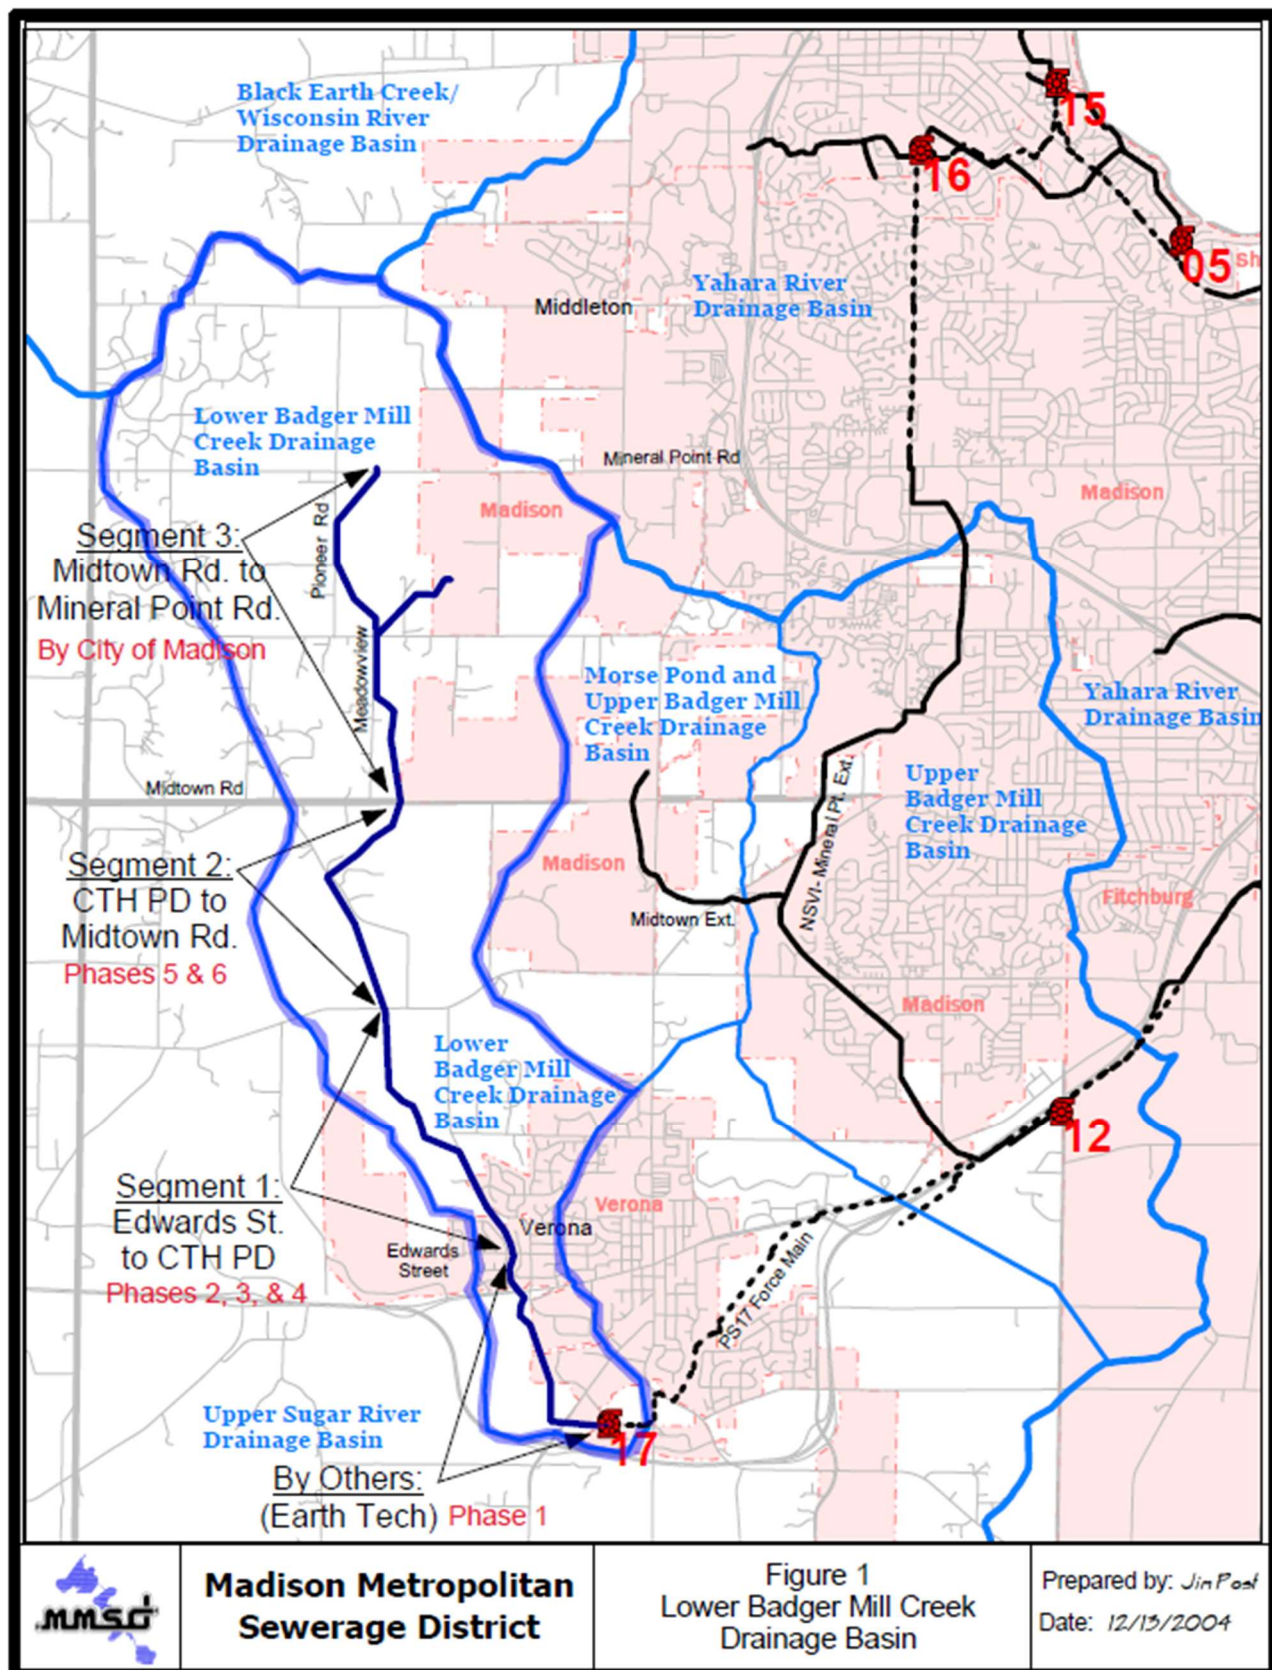 Black Earth Creek/
Wisconsin River
Drainage Basin
15
16
05
Sh
Yahara River
Drainage Basin
Middleton
Lower Badger Mill
Creek Drainage
Basin
Mineral Point Rd
Madison
Madison
Segment 3:
Midtown Rd. to
Mineral Point Rd.
By City of Madison
Pioneer Rd
Meadowview
Morse Pond and
Upper Badger Mill
Creek Drainage
Basin
Yahara River
Drainage Basin
Midtown Rd
Upper
Badger Mill
Creek Drainage
Basin
NSVI- Mineral Pt. Ext.
Segment 2:
CTH PD to
Midtown Rd.
Phases 5 & 6
Madison
Midtown Ext.
Fitchburg
Madison
Lower
Badger Mill
Creek Drainage
Basin
12
Segment 1:
Edwards St.
to CTH PD
Phases 2, 3, & 4
Verona
Verona
Edwards
Street
PS17 Force Main
Upper Sugar River
Drainage Basin
17
By Others:
(Earth Tech) Phase 1
MMSD
Madison Metropolitan
Sewerage District
Figure 1
Lower Badger Mill Creek
Drainage Basin
Prepared by: Jim Post
Date: 12/13/2004